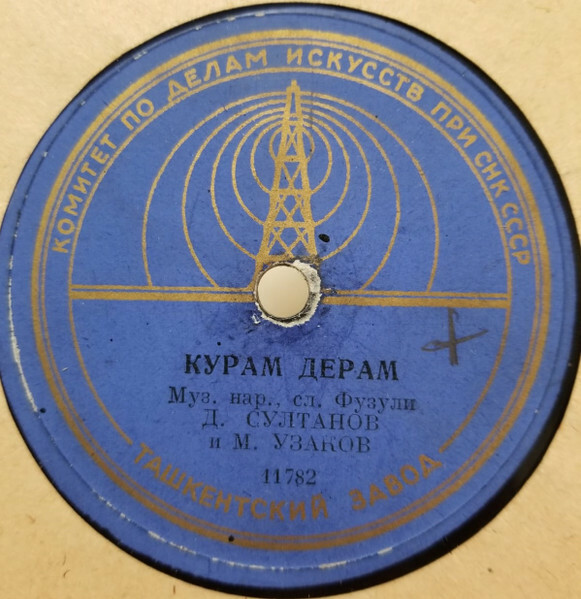 КОМИТЕТ ПО ДЕЛАМ ИСКУССТВ ПРИ СНК СССР
КУРАМ ДЕРАМ
Муз. нар., сл. Фузули
Д. СУЛТАНОВ
и М. УЗАКОВ
11782
ТАШКЕНТСКИЙ ЗАВОД